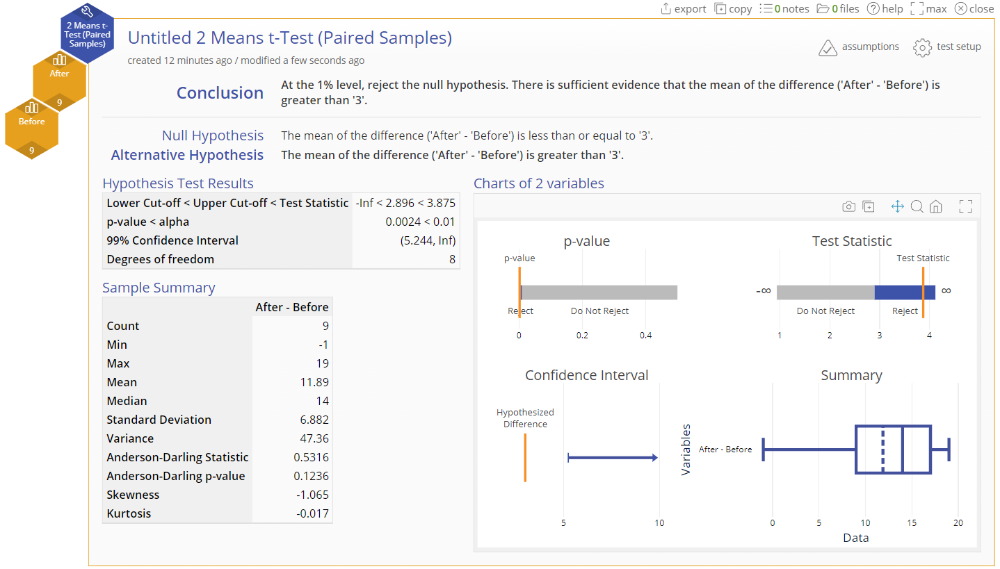 export copy 0 notes 0 files help max close
2 Means t-
Test (Paired
Samples)
After
9
Before
9
Untitled 2 Means t-Test (Paired Samples)
created 12 minutes ago / modified a few seconds ago
assumptions test setup
Conclusion
At the 1% level, reject the null hypothesis. There is sufficient evidence that the mean of the difference ('After' - 'Before') is
greater than '3'.
Null Hypothesis The mean of the difference ('After' - 'Before') is less than or equal to '3'.
Alternative Hypothesis The mean of the difference ('After' - 'Before') is greater than '3'.
Hypothesis Test Results
Lower Cut-off < Upper Cut-off < Test Statistic -Inf < 2.896 < 3.875
p-value < alpha 0.0024 < 0.01
99% Confidence Interval (5.244, Inf)
Degrees of freedom 8
Sample Summary
After - Before
Count 9
Min -1
Max 19
Mean 11.89
Median 14
Standard Deviation 6.882
Variance 47.36
Anderson-Darling Statistic 0.5316
Anderson-Darling p-value 0.1236
Skewness -1.065
Kurtosis -0.017
Charts of 2 variables
p-value
p-value
Reject Do Not Reject
0 0.2 0.4
Test Statistic
Test Statistic
-∞ ∞
Do Not Reject Reject
1 2 3 4
Confidence Interval
Hypothesized
Difference
5 10
Summary
Variables
After - Before
0 5 10 15 20
Data